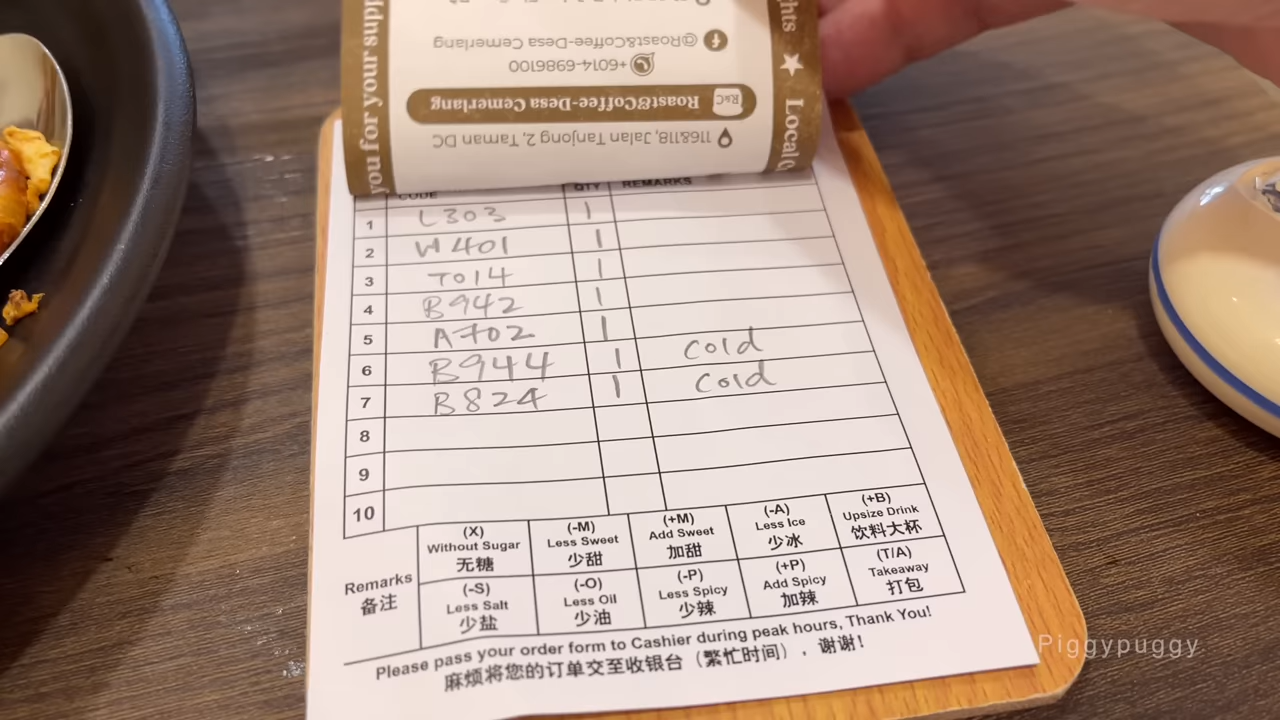 you for your supp
ghts ★ Local
@Roast&Coffee-Desa Cemerlang
+6014-6986100
R&C Roast&Coffee-Desa Cemerlang
116&118, Jalan Tanjong 2, Taman DC
CODE QTY REMARKS
1 L303 1
2 W401 1
3 T014 1
4 B942 1
5 A702 1
6 B944 1 cold
7 B824 1 cold
8
9
10
Remarks
备注
(X)
Without Sugar
无糖
(-M)
Less Sweet
少甜
(+M)
Add Sweet
加甜
(-A)
Less Ice
少冰
(+B)
Upsize Drink
饮料大杯
(-S)
Less Salt
少盐
(-O)
Less Oil
少油
(-P)
Less Spicy
少辣
(+P)
Add Spicy
加辣
(T/A)
Takeaway
打包
Please pass your order form to Cashier during peak hours, Thank You!
麻烦将您的订单交至收银台（繁忙时间），谢谢！
Piggypuggy